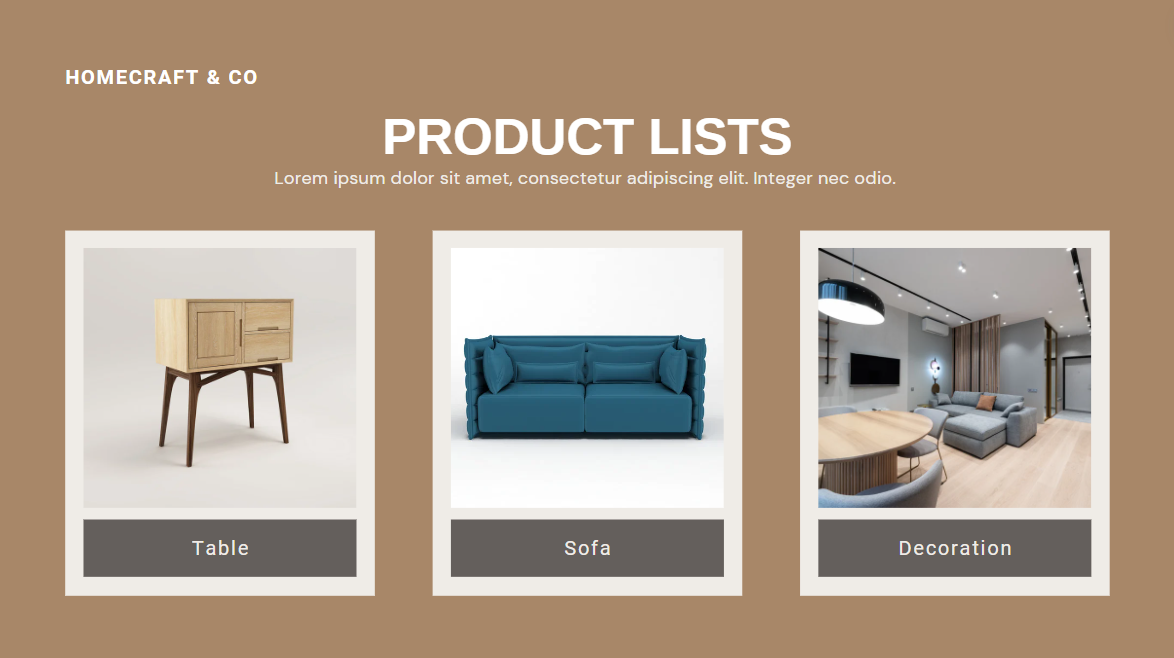 HOMECRAFT & CO
PRODUCT LISTS
Lorem ipsum dolor sit amet, consectetur adipiscing elit. Integer nec odio.
Table
Sofa
Decoration